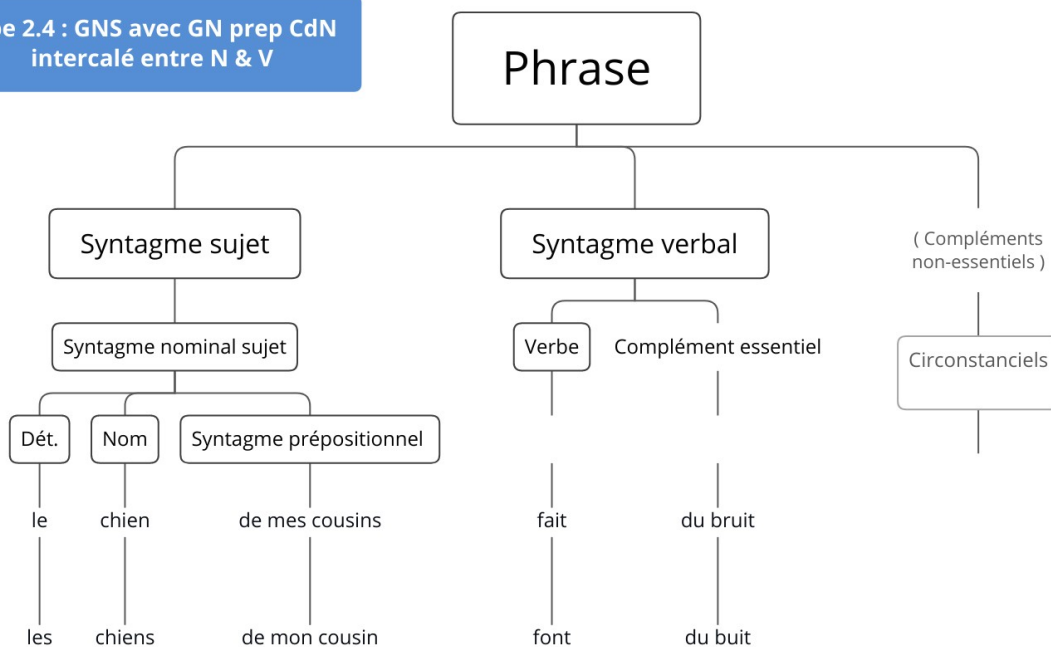 pe 2.4 : GNS avec GN prep CdN
intercalé entre N & V
Phrase
Syntagme sujet
Syntagme verbal
( Compléments
non-essentiels )
Syntagme nominal sujet
Verbe
Complément essentiel
Circonstanciels
Dét.
Nom
Syntagme prépositionnel
le
chien
de mes cousins
fait
du bruit
les
chiens
de mon cousin
font
du buit